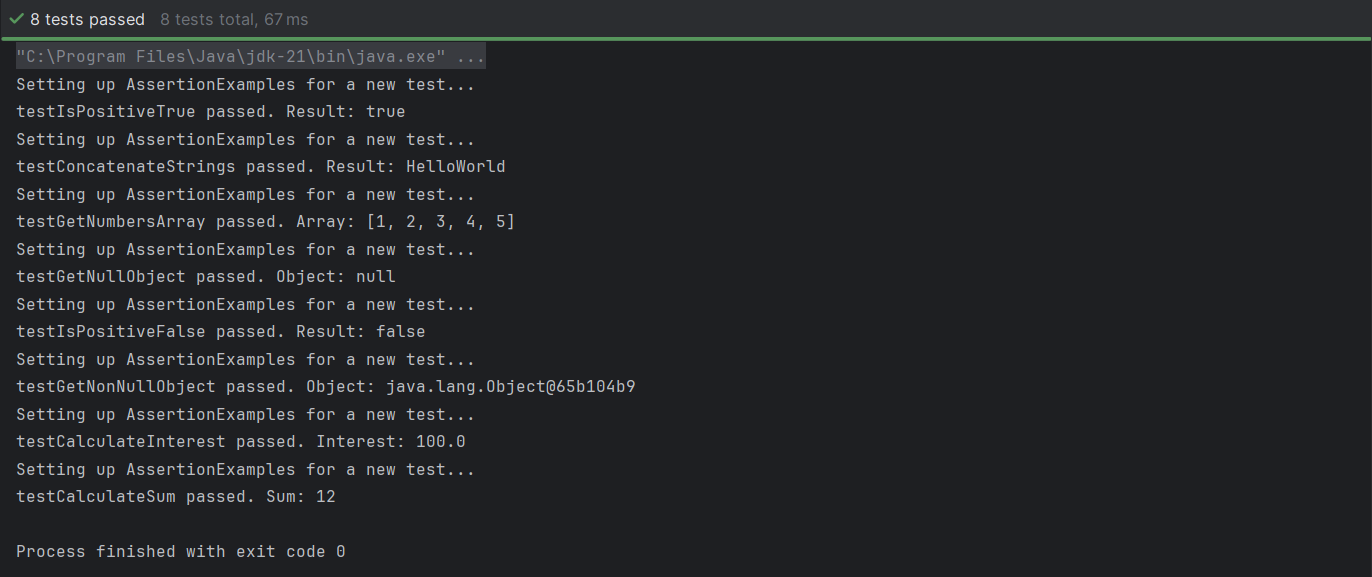 8 tests passed 8 tests total, 67 ms
"C:\Program Files\Java\jdk-21\bin\java.exe" ...
Setting up AssertionExamples for a new test...
testIsPositiveTrue passed. Result: true
Setting up AssertionExamples for a new test...
testConcatenateStrings passed. Result: HelloWorld
Setting up AssertionExamples for a new test...
testGetNumbersArray passed. Array: [1, 2, 3, 4, 5]
Setting up AssertionExamples for a new test...
testGetNullObject passed. Object: null
Setting up AssertionExamples for a new test...
testIsPositiveFalse passed. Result: false
Setting up AssertionExamples for a new test...
testGetNonNullObject passed. Object: java.lang.Object@65b104b9
Setting up AssertionExamples for a new test...
testCalculateInterest passed. Interest: 100.0
Setting up AssertionExamples for a new test...
testCalculateSum passed. Sum: 12
Process finished with exit code 0